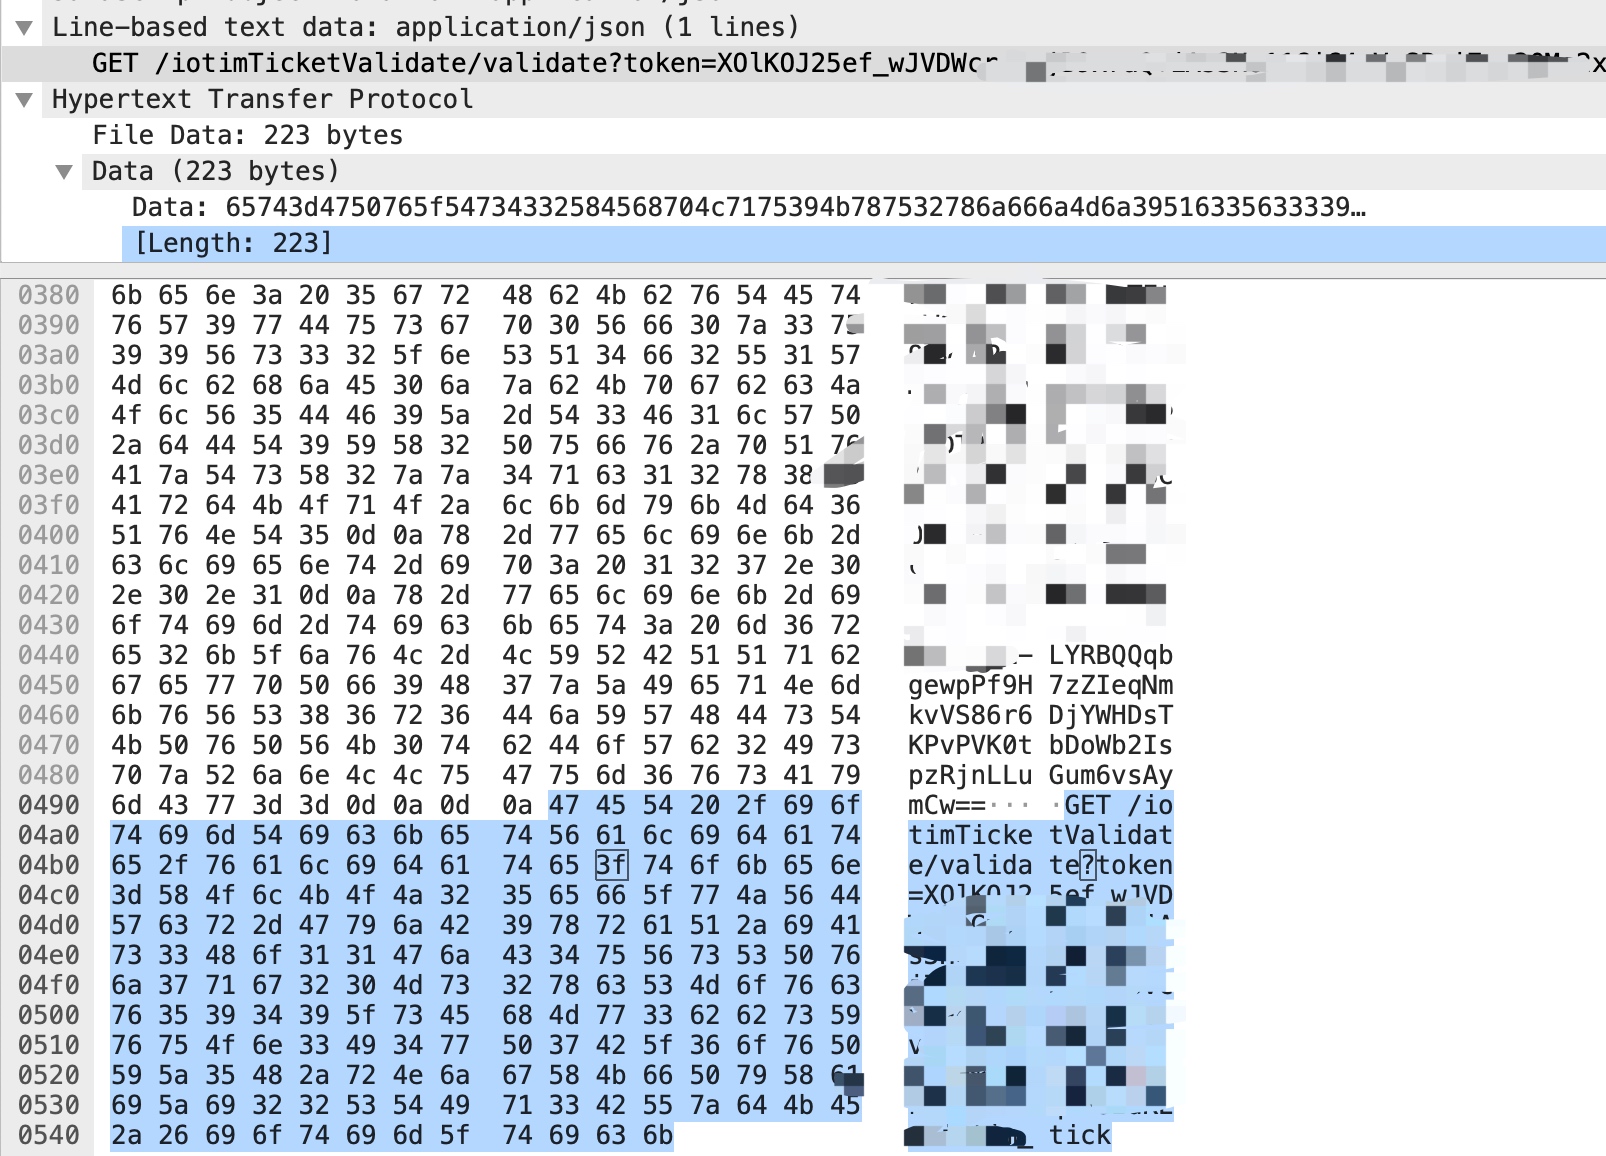 Line-based text data: application/json (1 lines)
GET /iotimTicketValidate/validate?token=XOlKOJ25ef_wJVDWcr
Hypertext Transfer Protocol
File Data: 223 bytes
Data (223 bytes)
Data: 65743d4750765f54734332584568704c7175394b787532786a666a4d6a39516335633339…
[Length: 223]
0380 6b 65 6e 3a 20 35 67 72 48 62 4b 62 76 54 45 74
0390 76 57 39 77 44 75 73 67 70 30 56 66 30 7a 33
03a0 39 39 56 73 33 32 5f 6e 53 51 34 66 32 55 31 57
03b0 4d 6c 62 68 6a 45 30 6a 7a 62 4b 70 67 62 63 4a
03c0 4f 6c 56 35 44 46 39 5a 2d 54 33 46 31 6c 57 50
03d0 2a 64 44 54 39 59 58 32 50 75 66 76 2a 70 51 76
03e0 41 7a 54 73 58 32 7a 7a 34 71 63 31 32 78 38
03f0 41 72 64 4b 4f 71 4f 2a 6c 6b 6d 79 6b 4d 64 36
0400 51 76 4e 54 35 0d 0a 78 2d 77 65 6c 69 6e 6b 2d
0410 63 6c 69 65 6e 74 2d 69 70 3a 20 31 32 37 2e 30
0420 2e 30 2e 31 0d 0a 78 2d 77 65 6c 69 6e 6b 2d 69
0430 6f 74 69 6d 2d 74 69 63 6b 65 74 3a 20 6d 36 72
0440 65 32 6b 5f 6a 76 4c 2d 4c 59 52 42 51 51 71 62 LYRBQQqb
0450 67 65 77 70 50 66 39 48 37 7a 5a 49 65 71 4e 6d gewpPf9H 7zZIeqNm
0460 6b 76 56 53 38 36 72 36 44 6a 59 57 48 44 73 54 kvVS86r6 DjYWHDsT
0470 4b 50 76 50 56 4b 30 74 62 44 6f 57 62 32 49 73 KPvPVK0t bDoWb2Is
0480 70 7a 52 6a 6e 4c 4c 75 47 75 6d 36 76 73 41 79 pzRjnLLu Gum6vsAy
0490 6d 43 77 3d 3d 0d 0a 0d 0a 47 45 54 20 2f 69 6f mCw==··· ·GET /io
04a0 74 69 6d 54 69 63 6b 65 74 56 61 6c 69 64 61 74 timTicke tValidat
04b0 65 2f 76 61 6c 69 64 61 74 65 3f 74 6f 6b 65 6e e/valida te?token
04c0 3d 58 4f 6c 4b 4f 4a 32 35 65 66 5f 77 4a 56 44 =XOlKOJ2 5ef_wJVD
04d0 57 63 72 2d 47 79 6a 42 39 78 72 61 51 2a 69 41
04e0 73 33 48 6f 31 31 47 6a 43 34 75 56 73 53 50 76
04f0 6a 37 71 67 32 30 4d 73 32 78 63 53 4d 6f 76 63
0500 76 35 39 34 39 5f 73 45 68 4d 77 33 62 62 73 59
0510 76 75 4f 6e 33 49 34 77 50 37 42 5f 36 6f 76 50
0520 59 5a 35 48 2a 72 4e 6a 67 58 4b 66 50 79 58
0530 69 5a 69 32 32 53 54 49 71 33 42 55 7a 64 4b 45
0540 2a 26 69 6f 74 69 6d 5f 74 69 63 6b tick